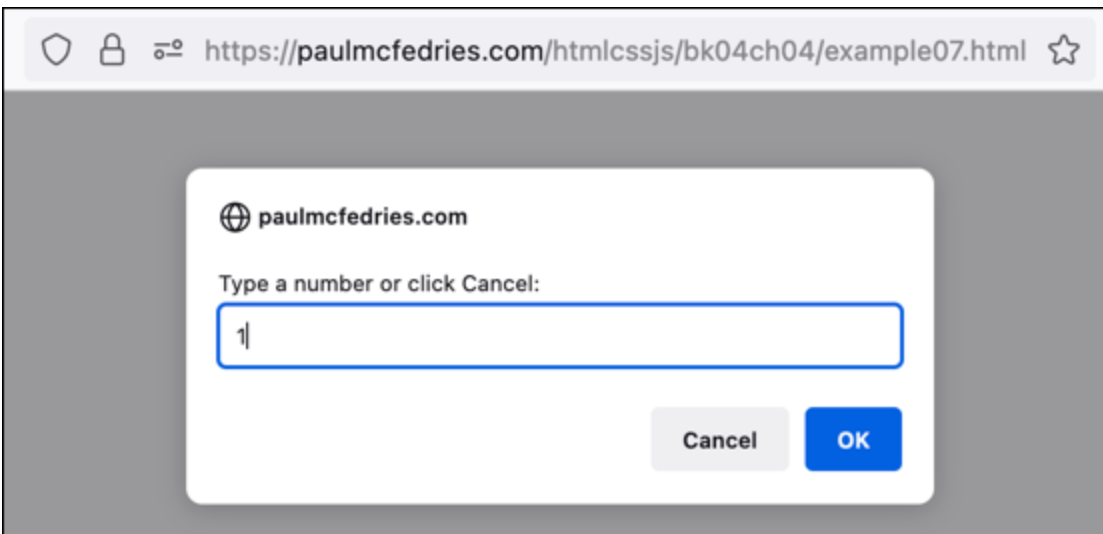 https://paulmcfedries.com/htmlcssjs/bk04ch04/example07.html
paulmcfedries.com
Type a number or click Cancel:
1
Cancel OK